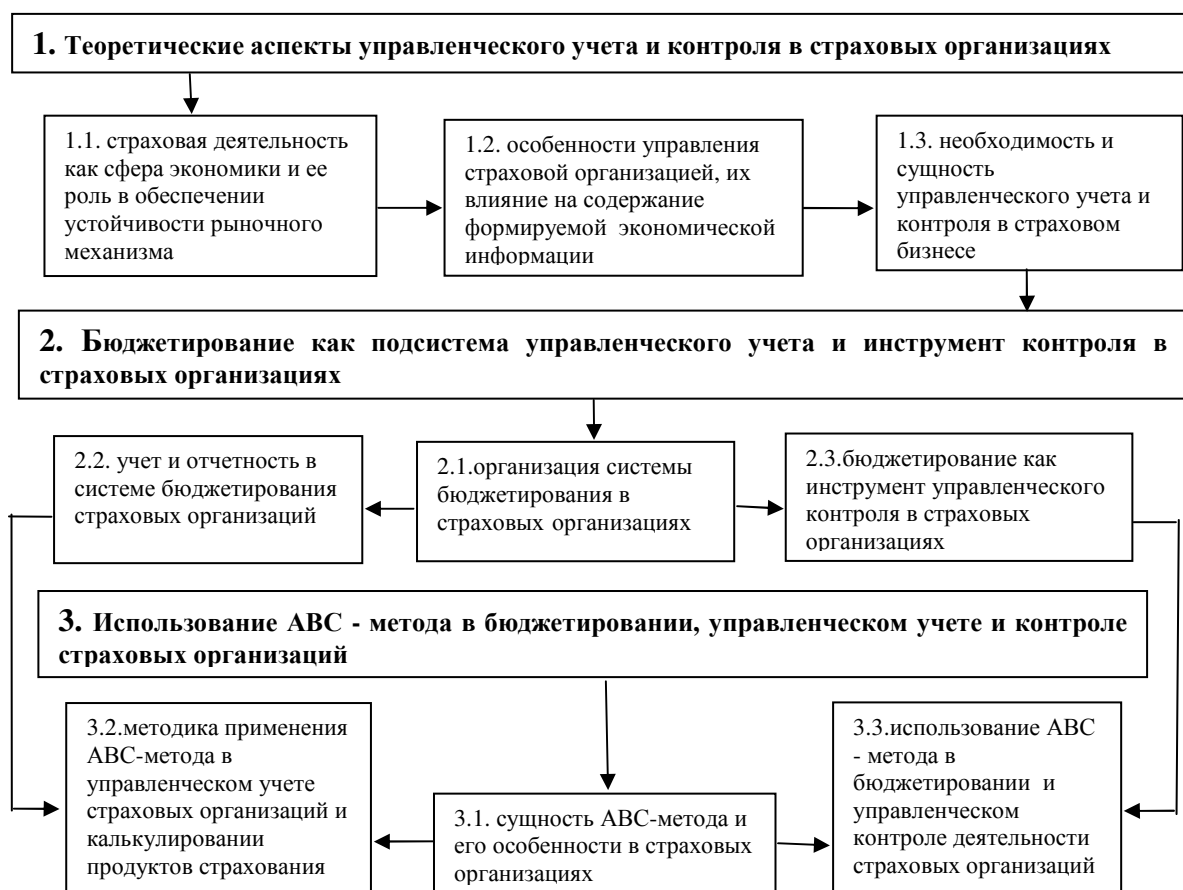 1. Теоретические аспекты управленческого учета и контроля в страховых организациях
1.1. страховая деятельность
как сфера экономики и ее
роль в обеспечении
устойчивости рыночного
механизма
1.2. особенности управления
страховой организацией, их
влияние на содержание
формируемой экономической
информации
1.3. необходимость и
сущность
управленческого учета и
контроля в страховом
бизнесе
2. Бюджетирование как подсистема управленческого учета и инструмент контроля в
страховых организациях
2.2. учет и отчетность в
системе бюджетирования
страховых организаций
2.1.организация системы
бюджетирования в
страховых организациях
2.3.бюджетирование как
инструмент управленческого
контроля в страховых
организациях
3. Использование АВС - метода в бюджетировании, управленческом учете и контроле
страховых организаций
3.2.методика применения
АВС-метода в
управленческом учете
страховых организаций и
калькулировании
продуктов страхования
3.1. сущность АВС-метода и
его особенности в страховых
организациях
3.3.использование АВС
- метода в
бюджетировании и
управленческом
контроле деятельности
страховых организаций